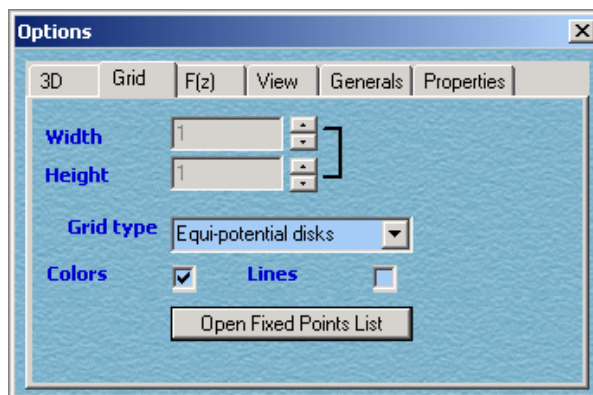 Options
3D Grid F(z) View Generals Properties
Width 1
Height 1
Grid type Equi-potential disks
Colors Lines
Open Fixed Points List